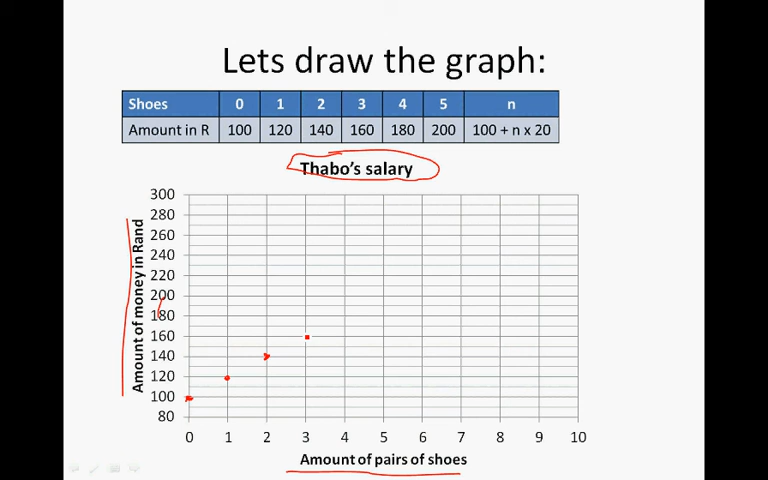 Lets draw the graph:
Shoes 0 1 2 3 4 5 n
Amount in R 100 120 140 160 180 200 100 + n x 20
Thabo's salary
Amount of money in Rand
300
280
260
240
220
200
180
160
140
120
100
80
0 1 2 3 4 5 6 7 8 9 10
Amount of pairs of shoes